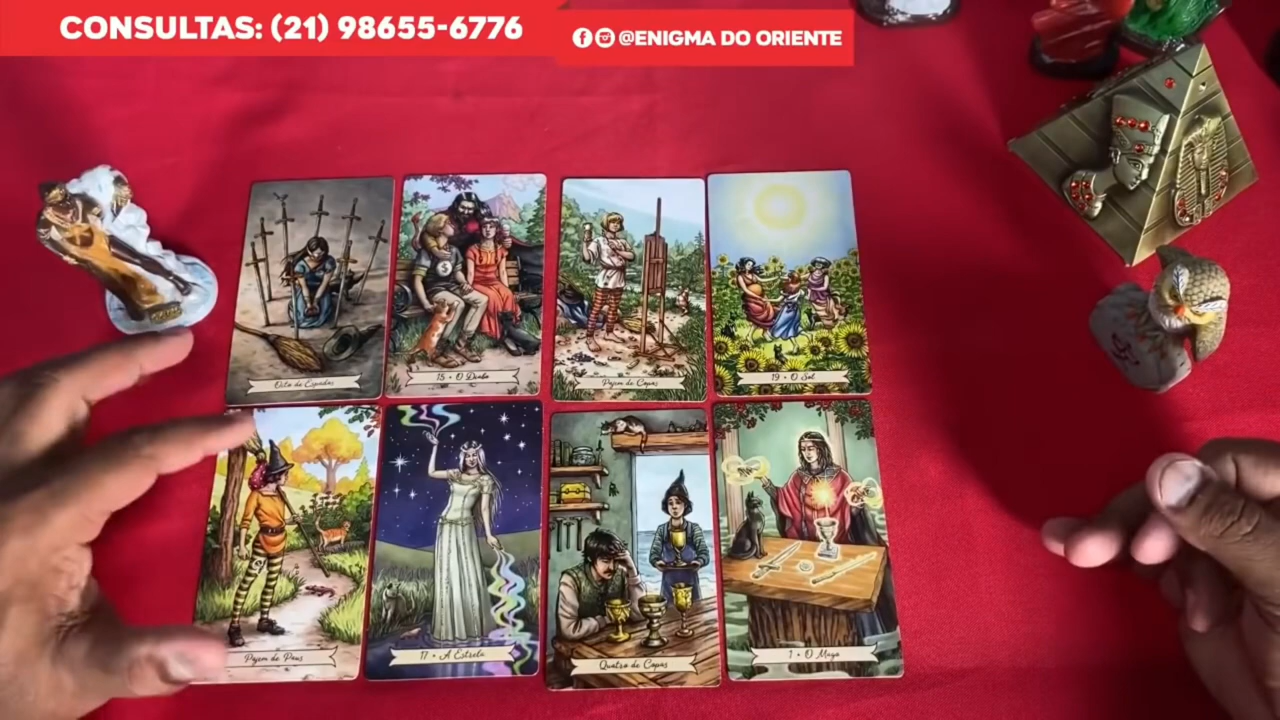 CONSULTAS: (21) 98655-6776
@ENIGMA DO ORIENTE
Oito de Espadas
15 • O Diabo
Pajem de Copas
19 • O Sol
Pajem de Paus
17 • A Estrela
Quatro de Copas
1 • O Mago